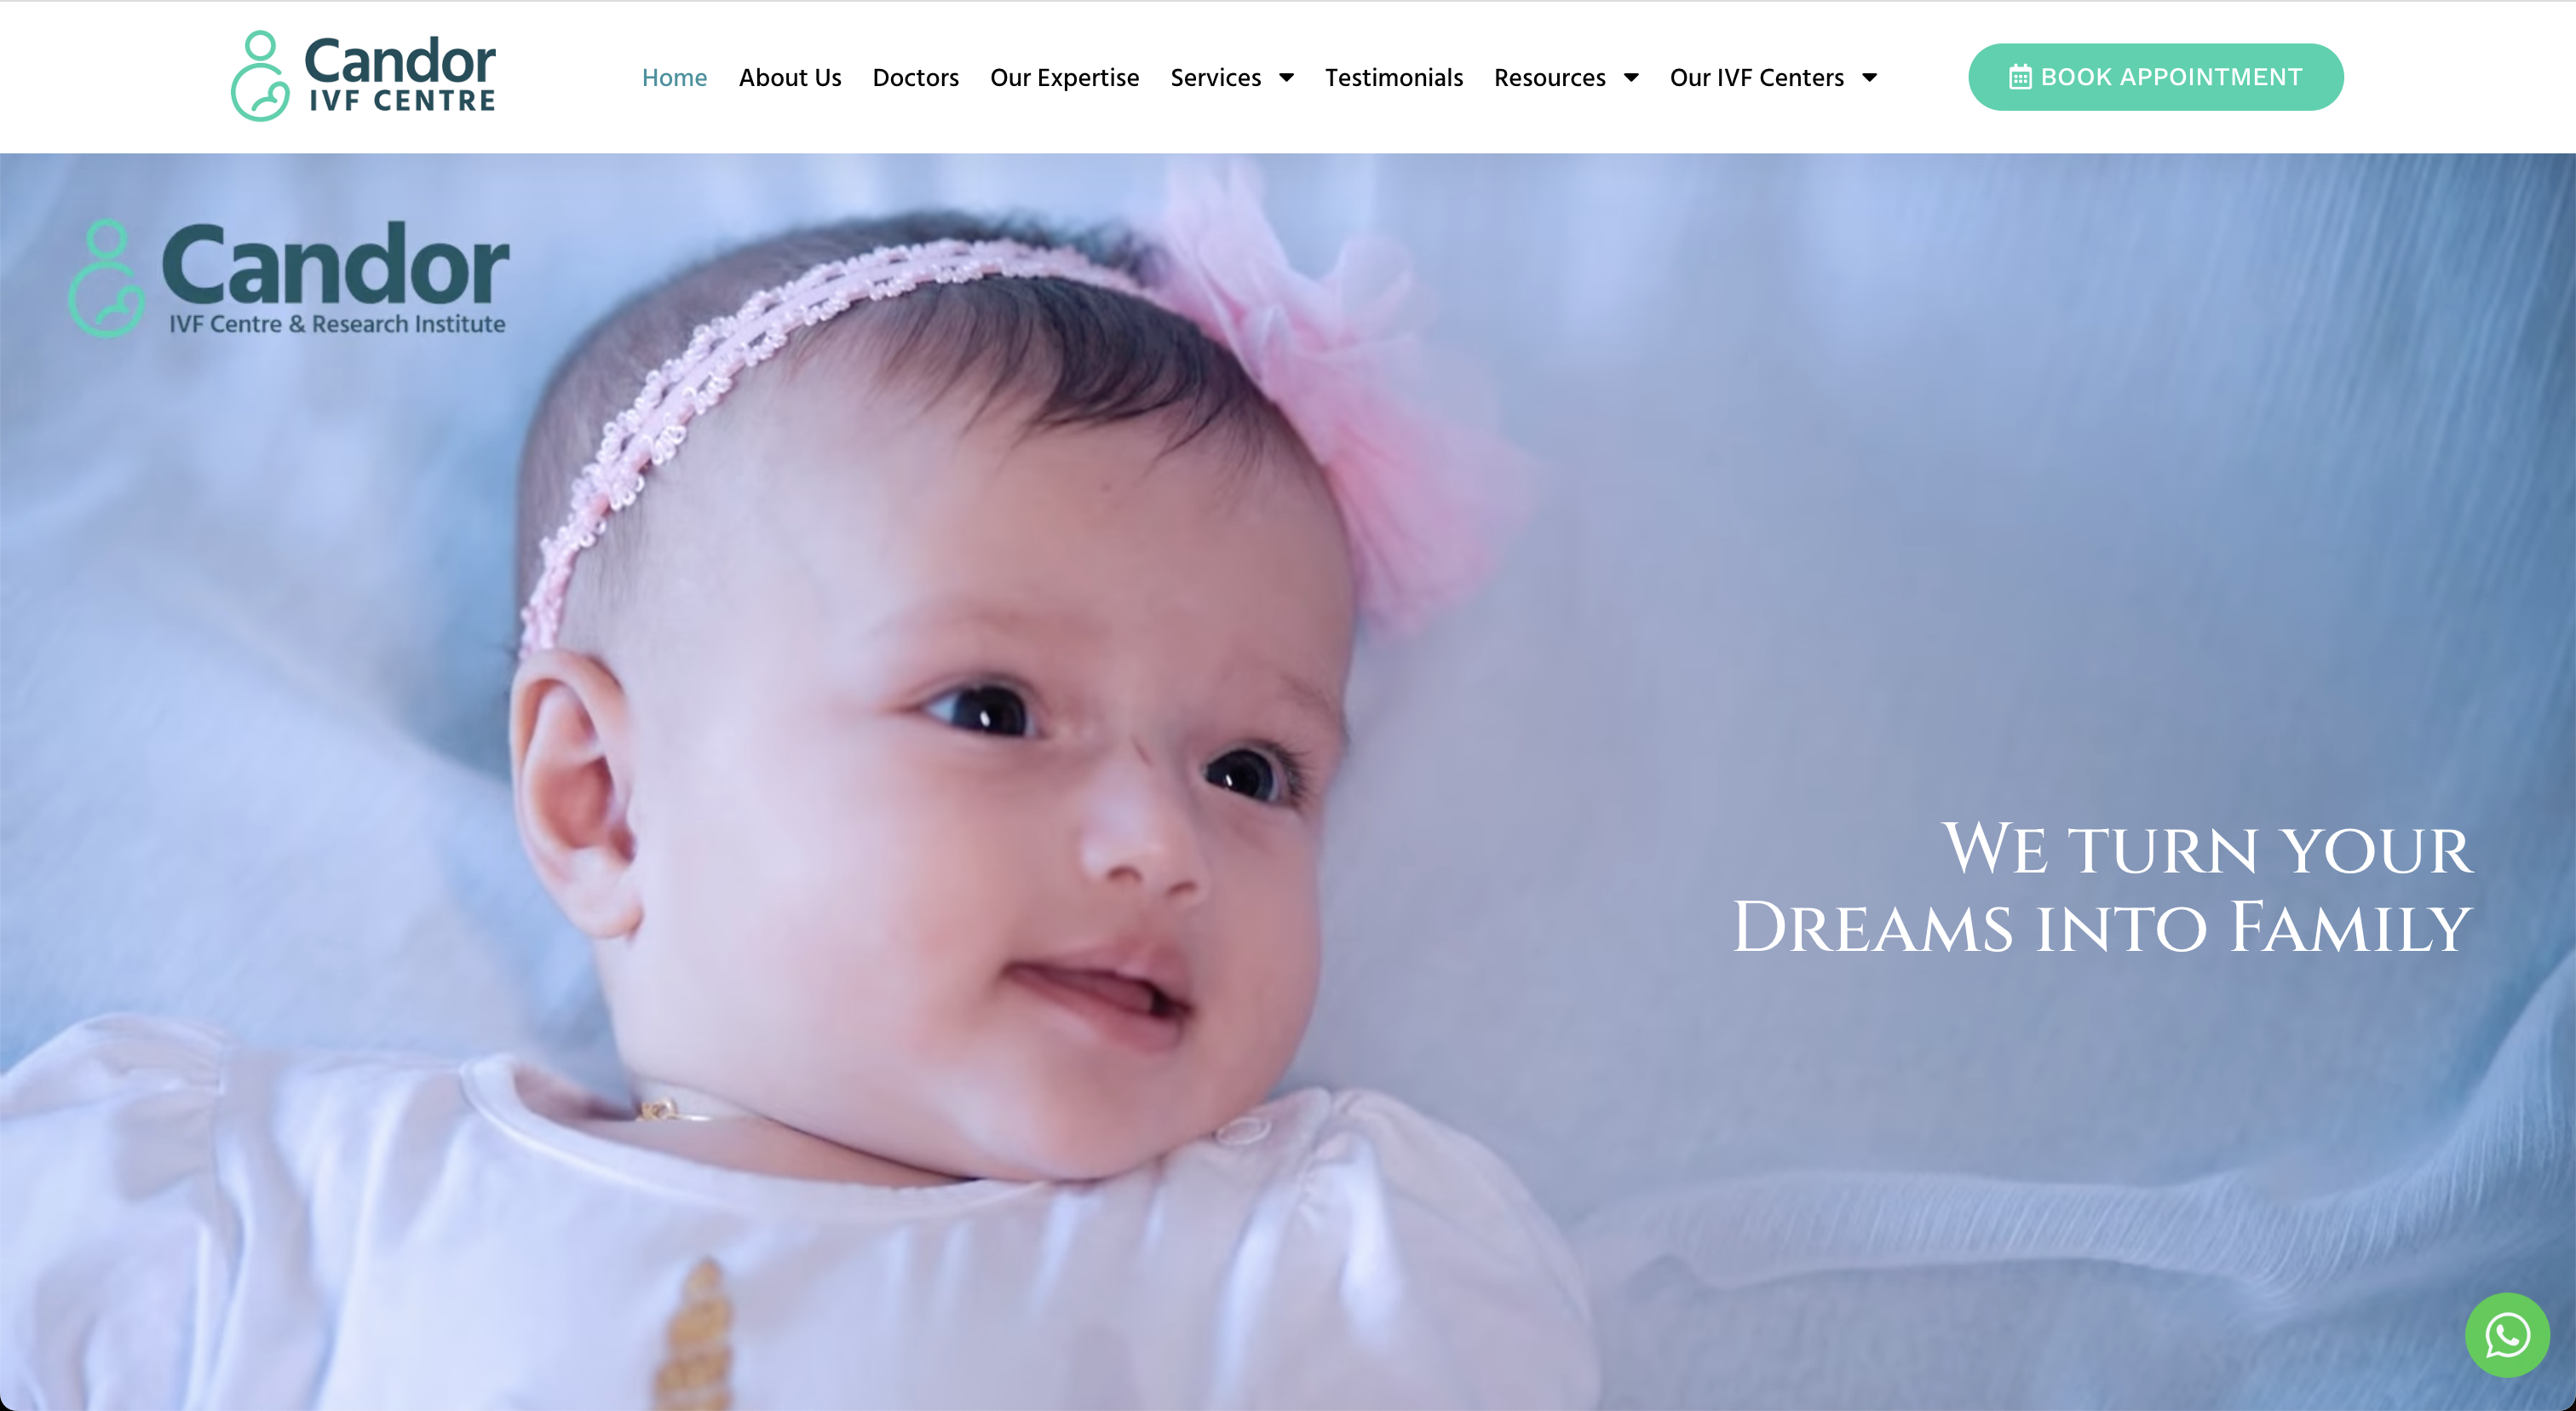 Candor
IVF CENTRE
Home
About Us
Doctors
Our Expertise
Services
Testimonials
Resources
Our IVF Centers
BOOK APPOINTMENT
Candor
IVF Centre & Research Institute
We turn your
Dreams into Family